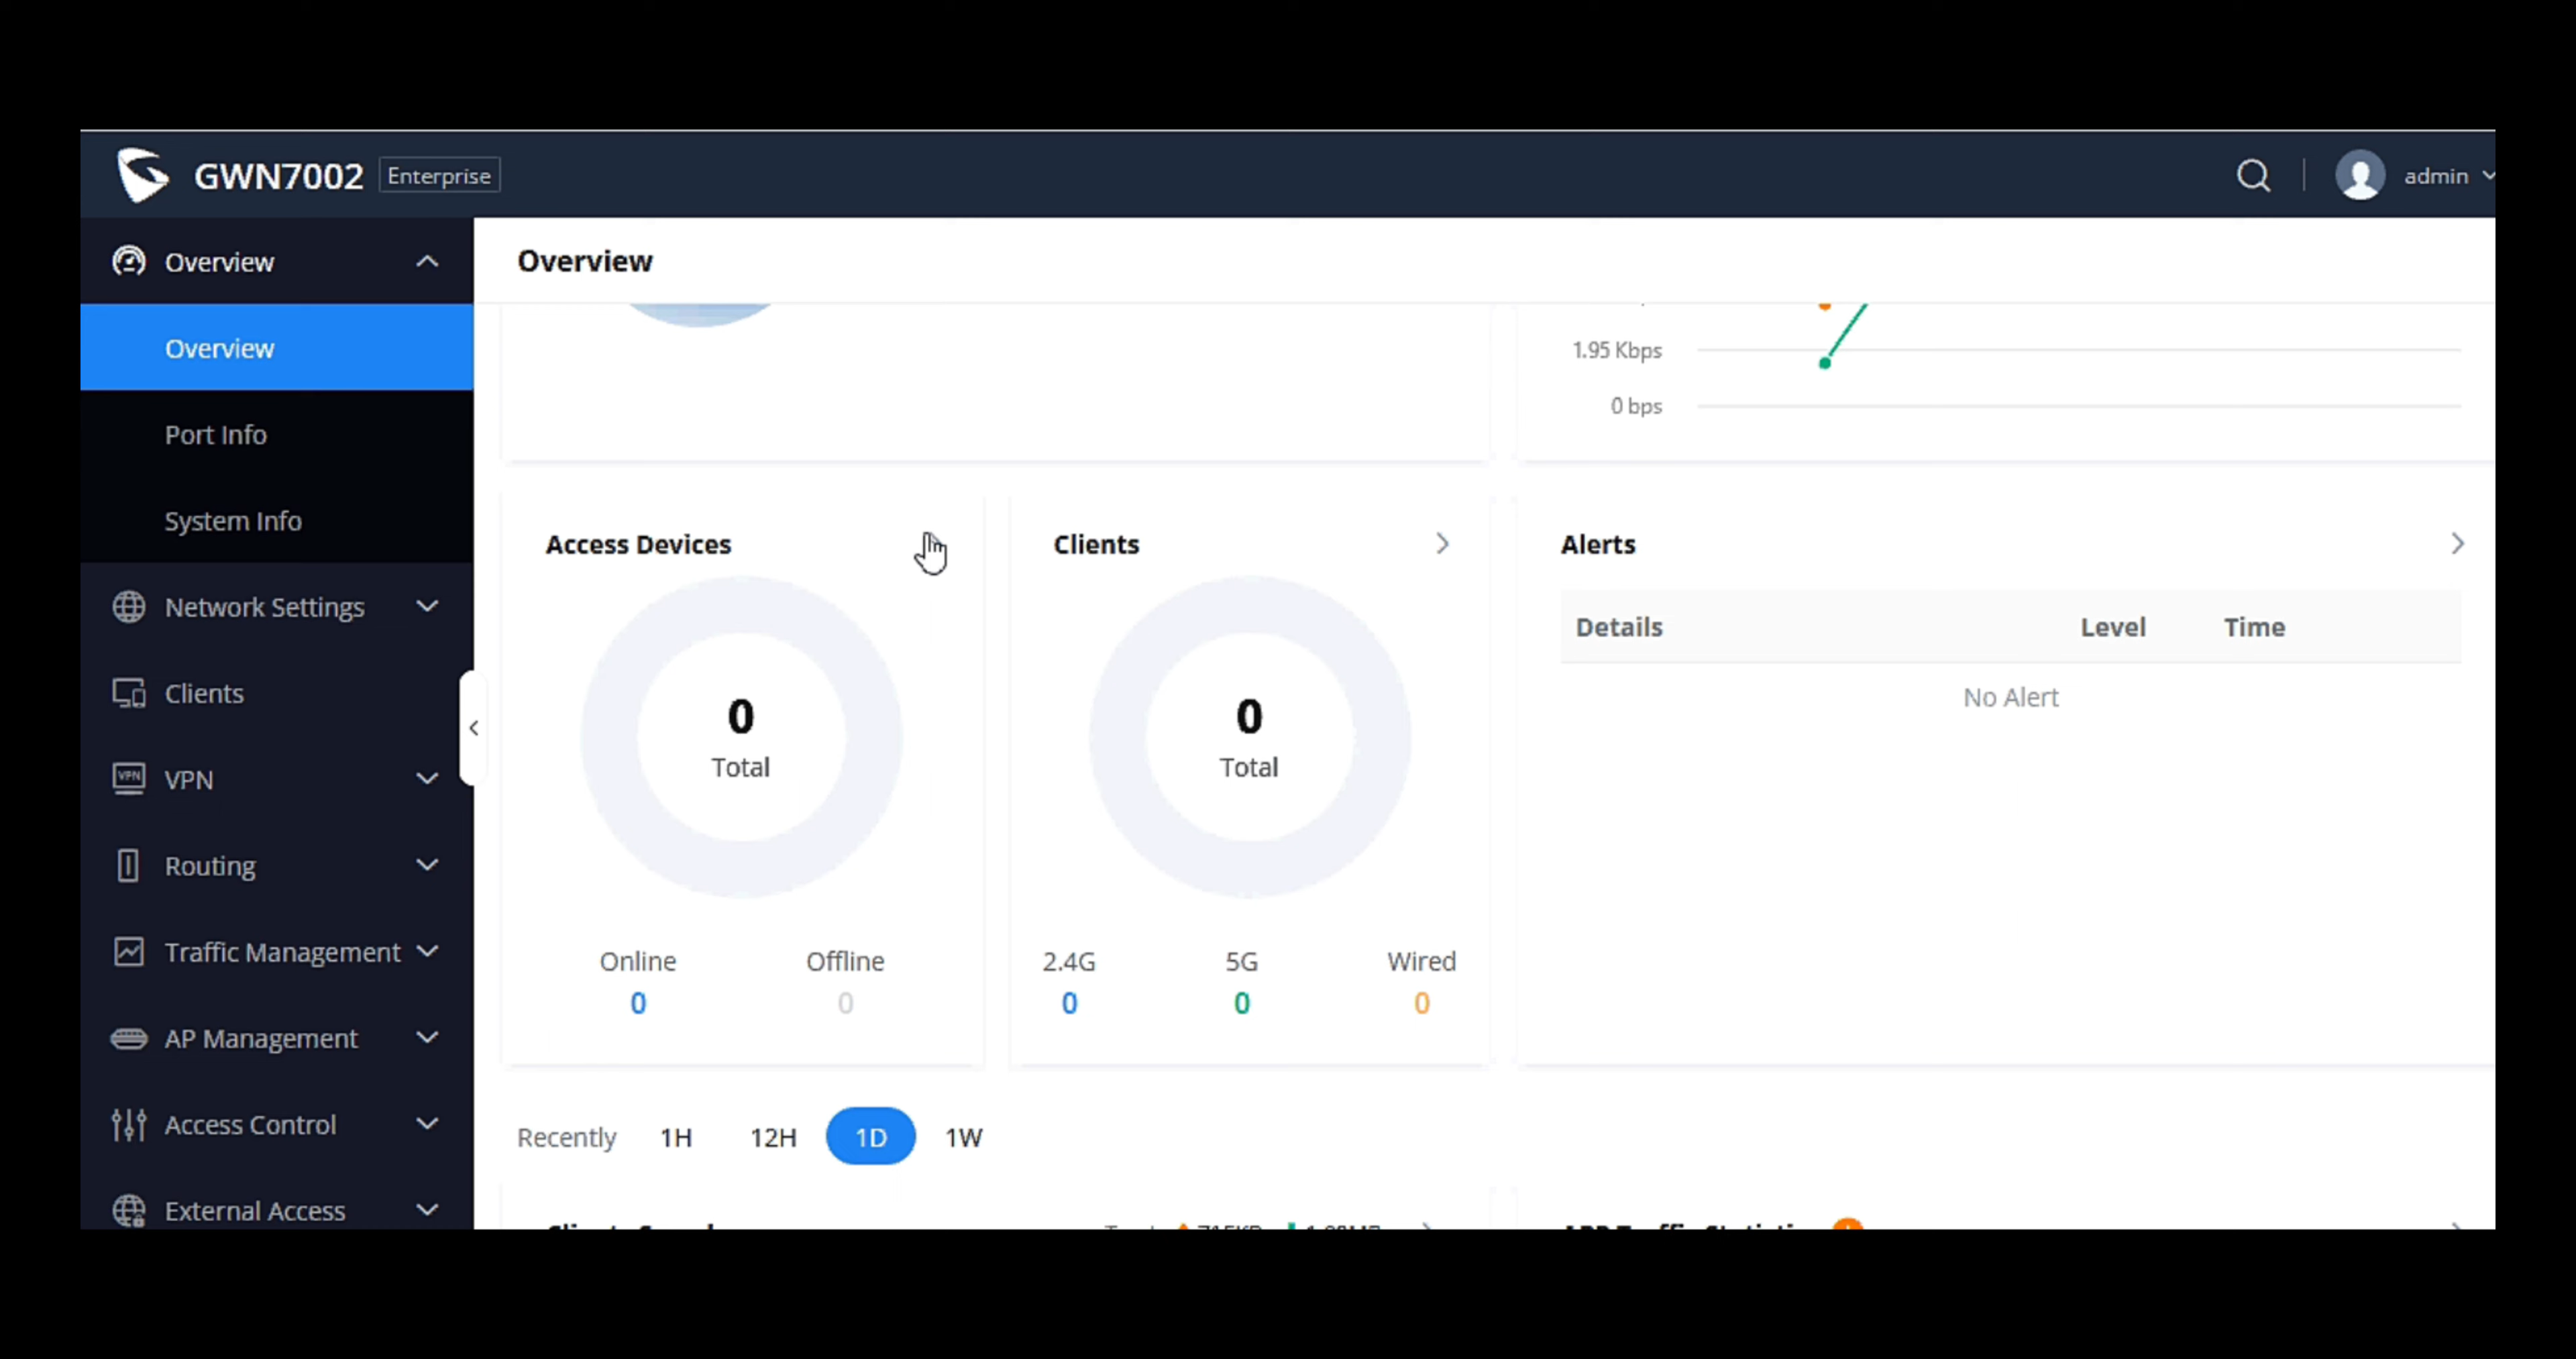 GWN7002 Enterprise
admin
Overview
Overview
Port Info
System Info
Network Settings
Clients
VPN
Routing
Traffic Management
AP Management
Access Control
External Access
Overview
1.95 Kbps
0 bps
Access Devices
0
Total
Online Offline
0 0
Clients
0
Total
2.4G 5G Wired
0 0 0
Alerts
Details Level Time
No Alert
Recently 1H 12H 1D 1W